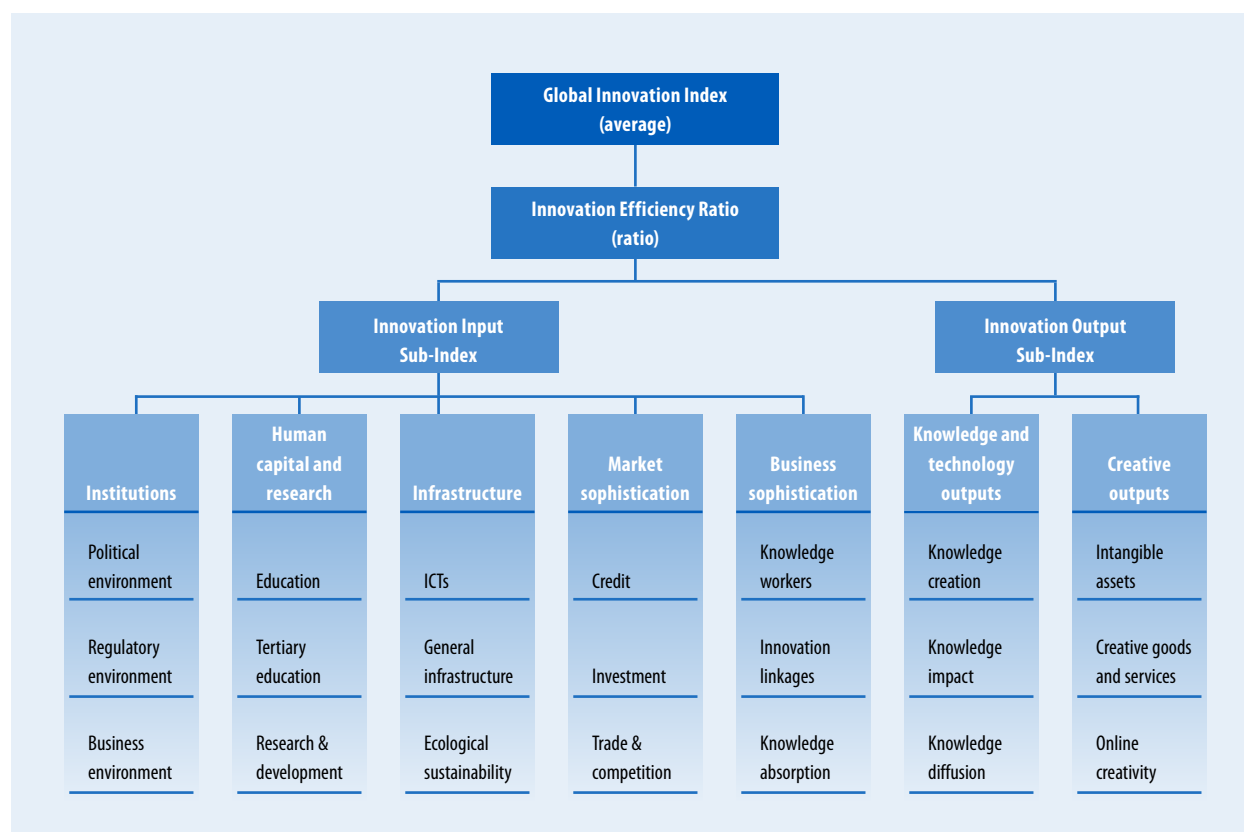 Global Innovation Index
(average)
Innovation Efficiency Ratio
(ratio)
Innovation Input
Sub-Index
Innovation Output
Sub-Index
Institutions
Human
capital and
research
Infrastructure
Market
sophistication
Business
sophistication
Knowledge and
technology
outputs
Creative
outputs
Political
environment
Education
ICTs
Credit
Knowledge
workers
Knowledge
creation
Intangible
assets
Regulatory
environment
Tertiary
education
General
infrastructure
Investment
Innovation
linkages
Knowledge
impact
Creative goods
and services
Business
environment
Research &
development
Ecological
sustainability
Trade &
competition
Knowledge
absorption
Knowledge
diffusion
Online
creativity